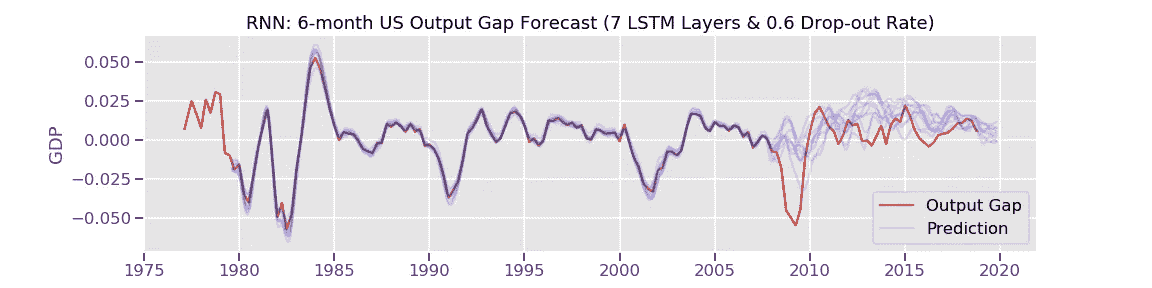 RNN: 6-month US Output Gap Forecast (7 LSTM Layers & 0.6 Drop-out Rate)
GDP
0.050
0.025
0.000
−0.025
−0.050
Output Gap
Prediction
1975 1980 1985 1990 1995 2000 2005 2010 2015 2020